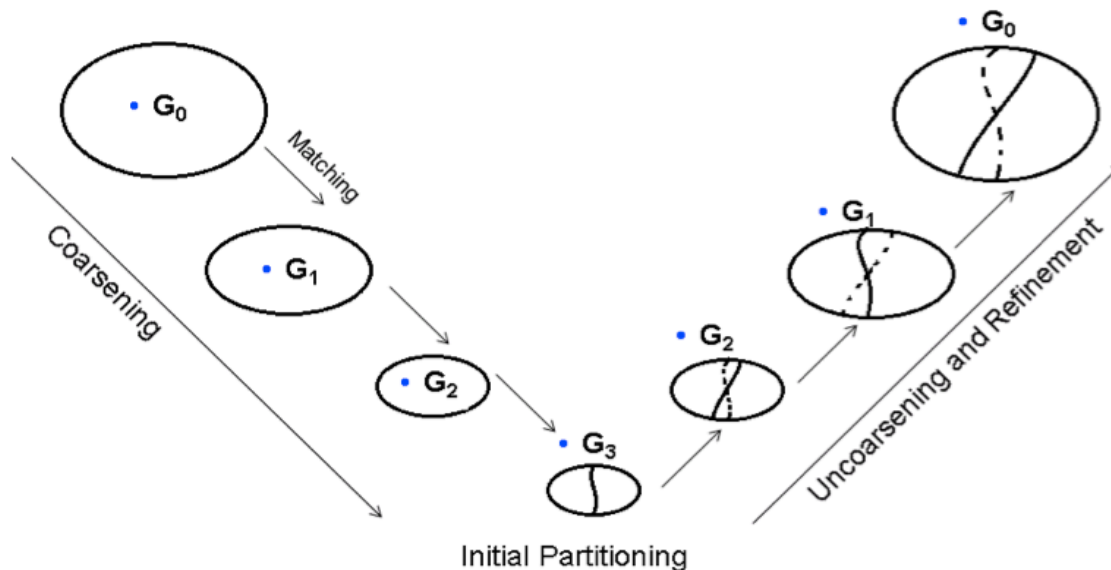 G₀
Matching
Coarsening
G₁
G₂
G₃
Initial Partitioning
G₂
G₁
G₀
Uncoarsening and Refinement